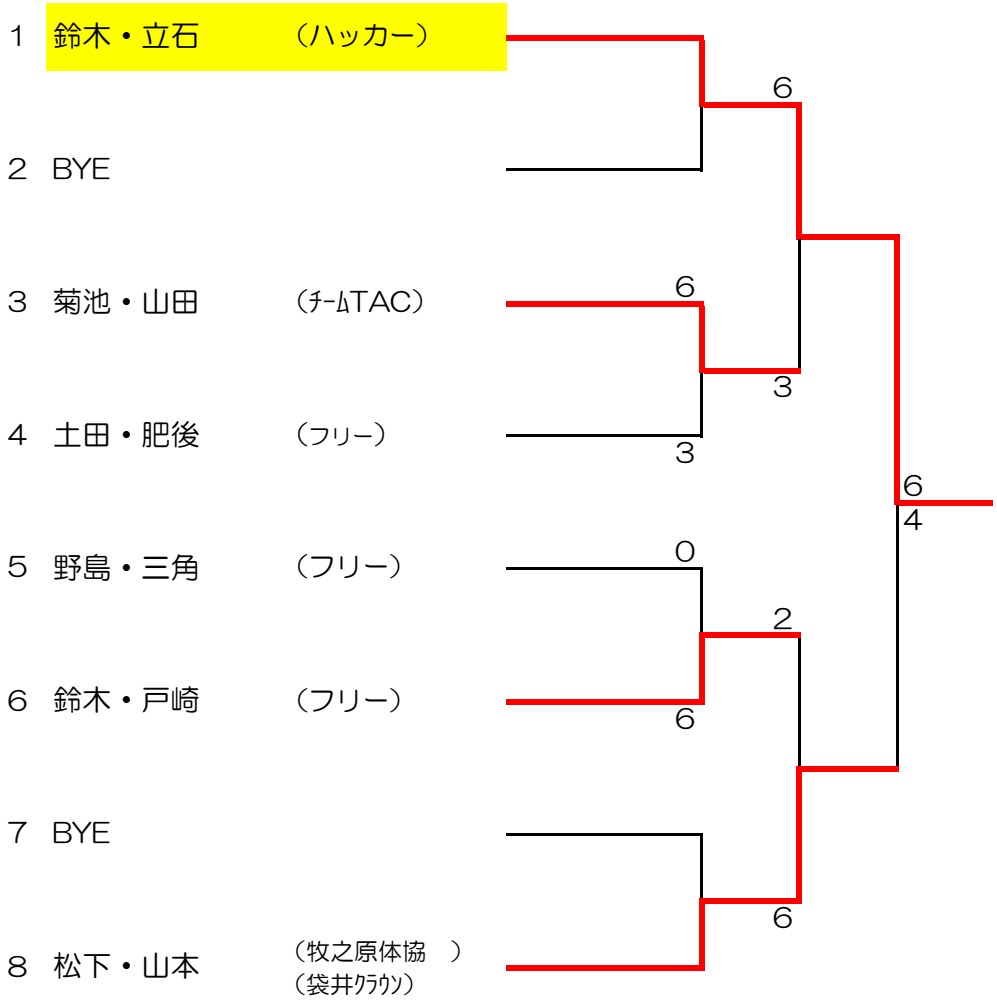 1 鈴木・立石 （ハッカー）
6
2 BYE
6
3 菊池・山田 （ﾁｰﾑTAC）
3
4 土田・肥後 （フリー）
3
6
4
0
5 野島・三角 （フリー）
2
6 鈴木・戸崎 （フリー）
6
7 BYE
6
8 松下・山本 （牧之原体協　）
（袋井ｸﾗｳﾝ）